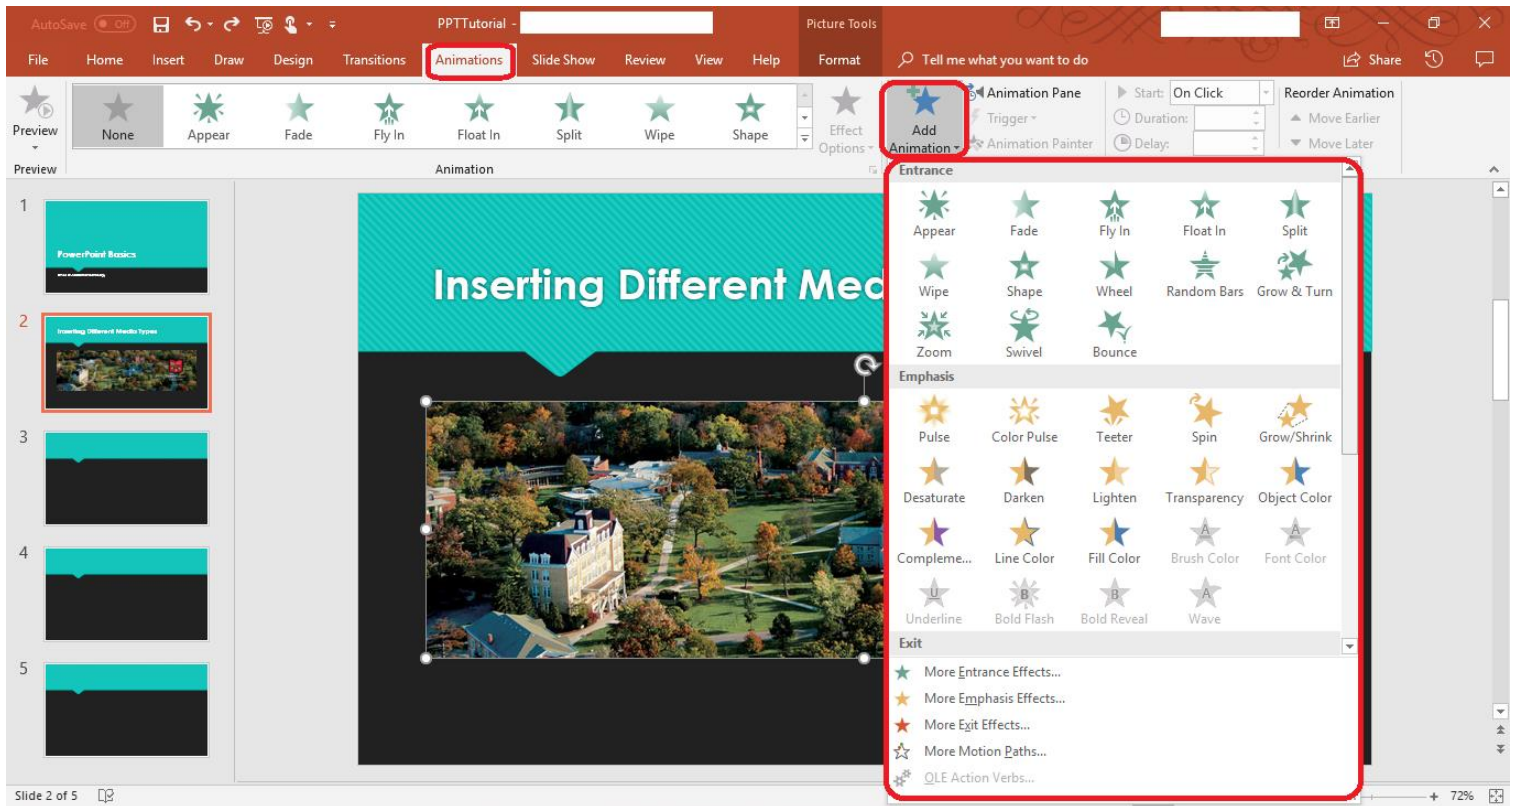 AutoSave Off PPTTutorial - Picture Tools
File Home Insert Draw Design Transitions Animations Slide Show Review View Help Format Tell me what you want to do Share
Preview
None Appear Fade Fly In Float In Split Wipe Shape
Effect
Options
Add
Animation
Animation Pane
Trigger
Animation Painter
Start: On Click
Duration:
Delay:
Reorder Animation
Move Earlier
Move Later
Preview Animation
1
PowerPoint Basics
2
Inserting Different Media Types
3
4
5
Inserting Different Med
Entrance
Appear Fade Fly In Float In Split
Wipe Shape Wheel Random Bars Grow & Turn
Zoom Swivel Bounce
Emphasis
Pulse Color Pulse Teeter Spin Grow/Shrink
Desaturate Darken Lighten Transparency Object Color
Compleme... Line Color Fill Color Brush Color Font Color
Underline Bold Flash Bold Reveal Wave
Exit
More Entrance Effects...
More Emphasis Effects...
More Exit Effects...
More Motion Paths...
OLE Action Verbs...
Slide 2 of 5 72%